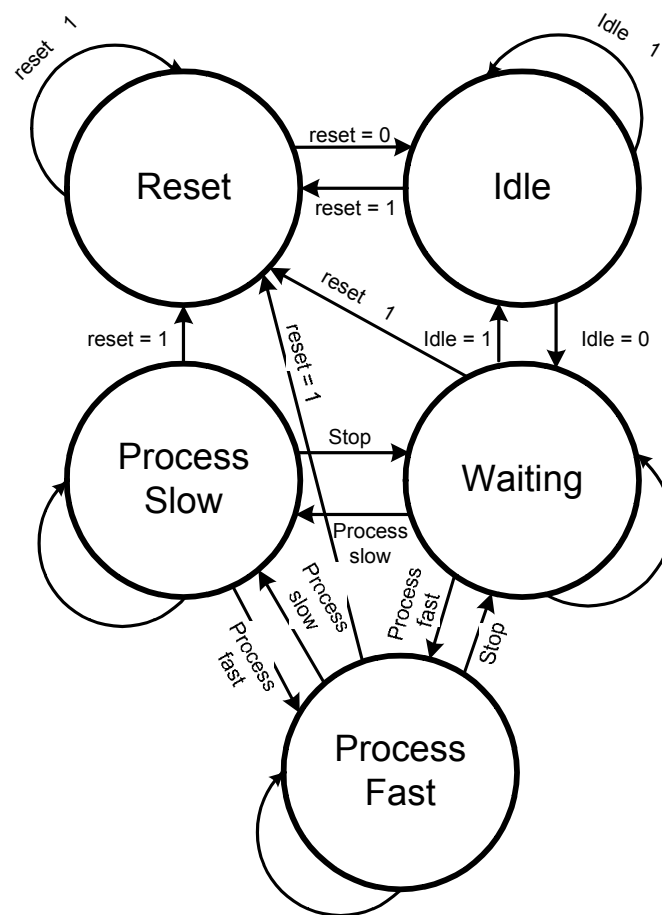 reset 1
Idle 1
reset = 0
Reset
Idle
reset = 1
reset 1
reset = 1
Idle = 1
Idle = 0
reset = 1
Stop
Process
Slow
Waiting
Process
slow
Process
slow
Process
fast
Process
fast
Stop
Process
Fast